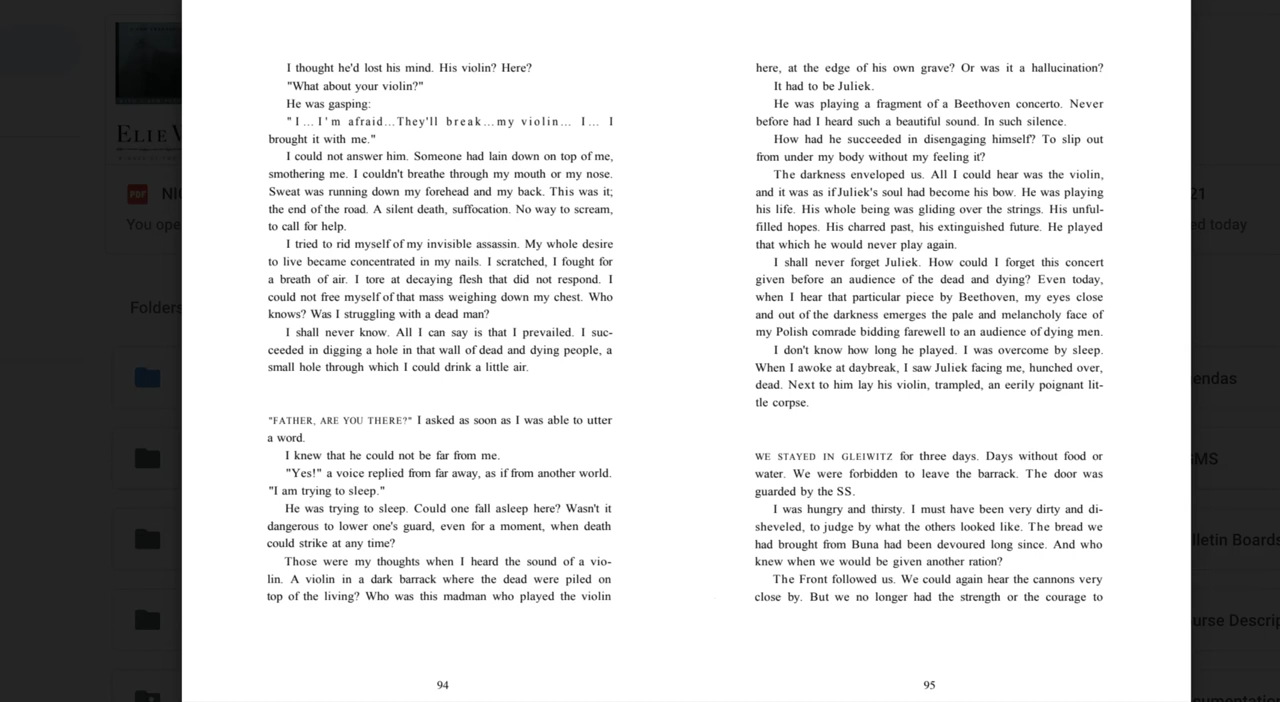 I thought he'd lost his mind. His violin? Here?
"What about your violin?"
He was gasping:
"I... I'm afraid...They'll break...my violin... I... I
brought it with me."
I could not answer him. Someone had lain down on top of me,
smothering me. I couldn't breathe through my mouth or my nose.
Sweat was running down my forehead and my back. This was it;
the end of the road. A silent death, suffocation. No way to scream,
to call for help.
I tried to rid myself of my invisible assassin. My whole desire
to live became concentrated in my nails. I scratched, I fought for
a breath of air. I tore at decaying flesh that did not respond. I
could not free myself of that mass weighing down my chest. Who
knows? Was I struggling with a dead man?
I shall never know. All I can say is that I prevailed. I suc-
ceeded in digging a hole in that wall of dead and dying people, a
small hole through which I could drink a little air.
"FATHER, ARE YOU THERE?" I asked as soon as I was able to utter
a word.
I knew that he could not be far from me.
"Yes!" a voice replied from far away, as if from another world.
"I am trying to sleep."
He was trying to sleep. Could one fall asleep here? Wasn't it
dangerous to lower one's guard, even for a moment, when death
could strike at any time?
Those were my thoughts when I heard the sound of a vio-
lin. A violin in a dark barrack where the dead were piled on
top of the living? Who was this madman who played the violin
94
here, at the edge of his own grave? Or was it a hallucination?
It had to be Juliek.
He was playing a fragment of a Beethoven concerto. Never
before had I heard such a beautiful sound. In such silence.
How had he succeeded in disengaging himself? To slip out
from under my body without my feeling it?
The darkness enveloped us. All I could hear was the violin,
and it was as if Juliek's soul had become his bow. He was playing
his life. His whole being was gliding over the strings. His unful-
filled hopes. His charred past, his extinguished future. He played
that which he would never play again.
I shall never forget Juliek. How could I forget this concert
given before an audience of the dead and dying? Even today,
when I hear that particular piece by Beethoven, my eyes close
and out of the darkness emerges the pale and melancholy face of
my Polish comrade bidding farewell to an audience of dying men.
I don't know how long he played. I was overcome by sleep.
When I awoke at daybreak, I saw Juliek facing me, hunched over,
dead. Next to him lay his violin, trampled, an eerily poignant lit-
tle corpse.
WE STAYED IN GLEIWITZ for three days. Days without food or
water. We were forbidden to leave the barrack. The door was
guarded by the SS.
I was hungry and thirsty. I must have been very dirty and di-
sheveled, to judge by what the others looked like. The bread we
had brought from Buna had been devoured long since. And who
knew when we would be given another ration?
The Front followed us. We could again hear the cannons very
close by. But we no longer had the strength or the courage to
95
ELIE
PDF NI
You ope
Folders
21
ed today
endas
SMS
lletin Boards
urse Descrip
umentatio